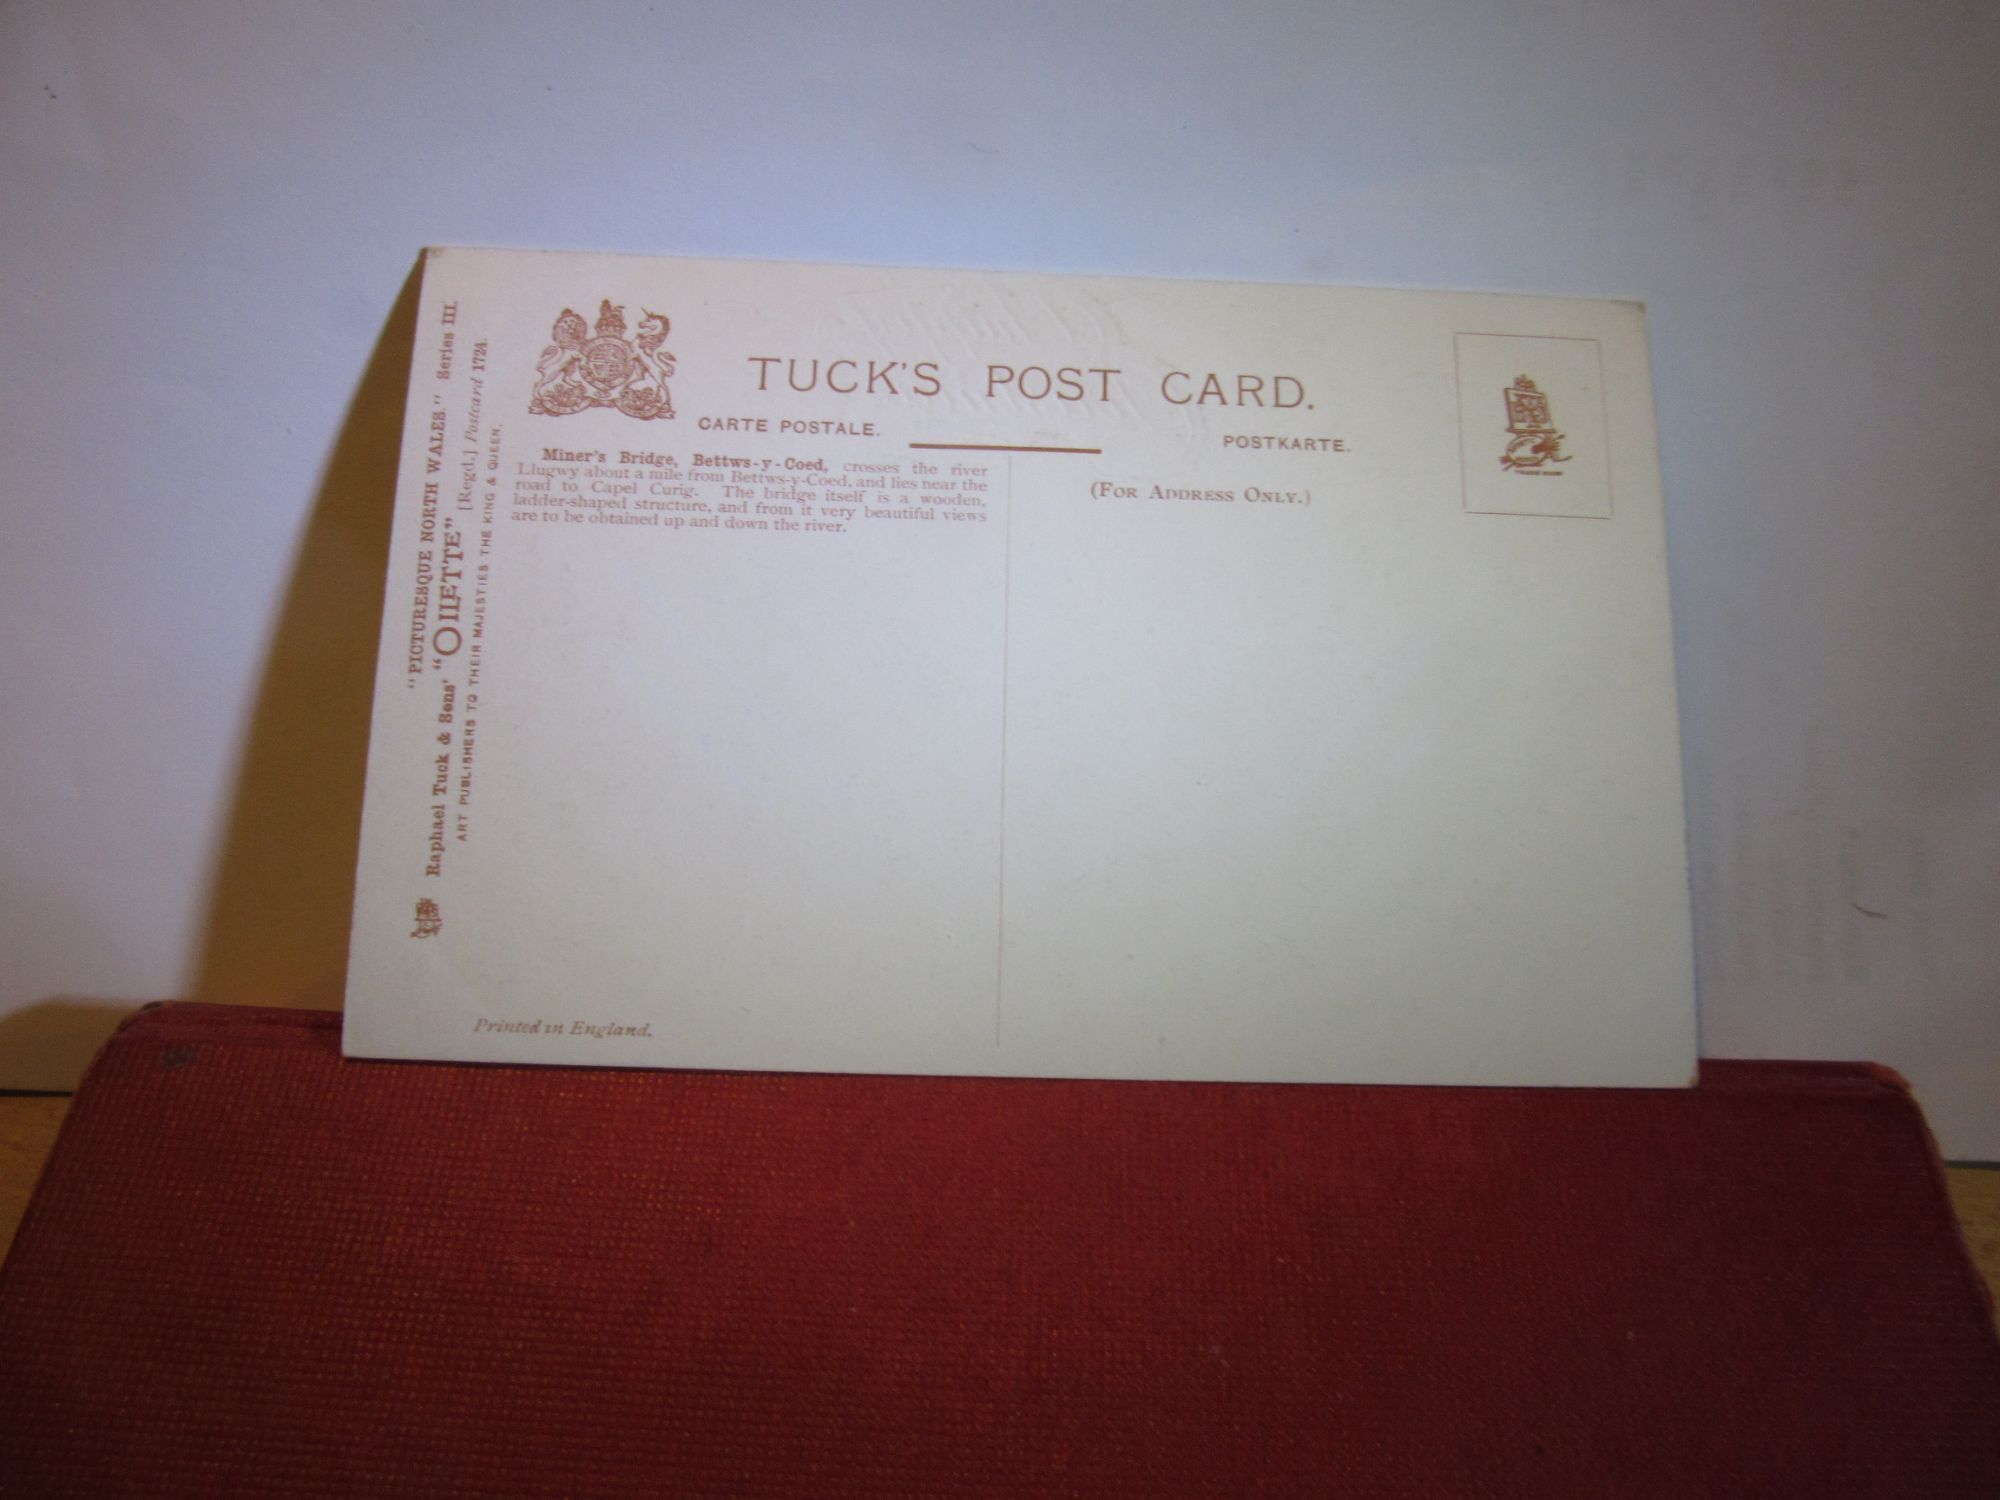 "PICTURESQUE NORTH WALES." Series III.
Raphael Tuck & Sons' "OILETTE" [Regd.] Postcard 1724.
ART PUBLISHERS TO THEIR MAJESTIES THE KING & QUEEN.
TUCK'S POST CARD.
CARTE POSTALE.
POSTKARTE.
Miner's Bridge, Bettws-y-Coed, crosses the river
Llugwy about a mile from Bettws-y-Coed, and lies near the
road to Capel Curig. The bridge itself is a wooden,
ladder-shaped structure, and from it very beautiful views
are to be obtained up and down the river.
(FOR ADDRESS ONLY.)
TRADE MARK
Printed in England.